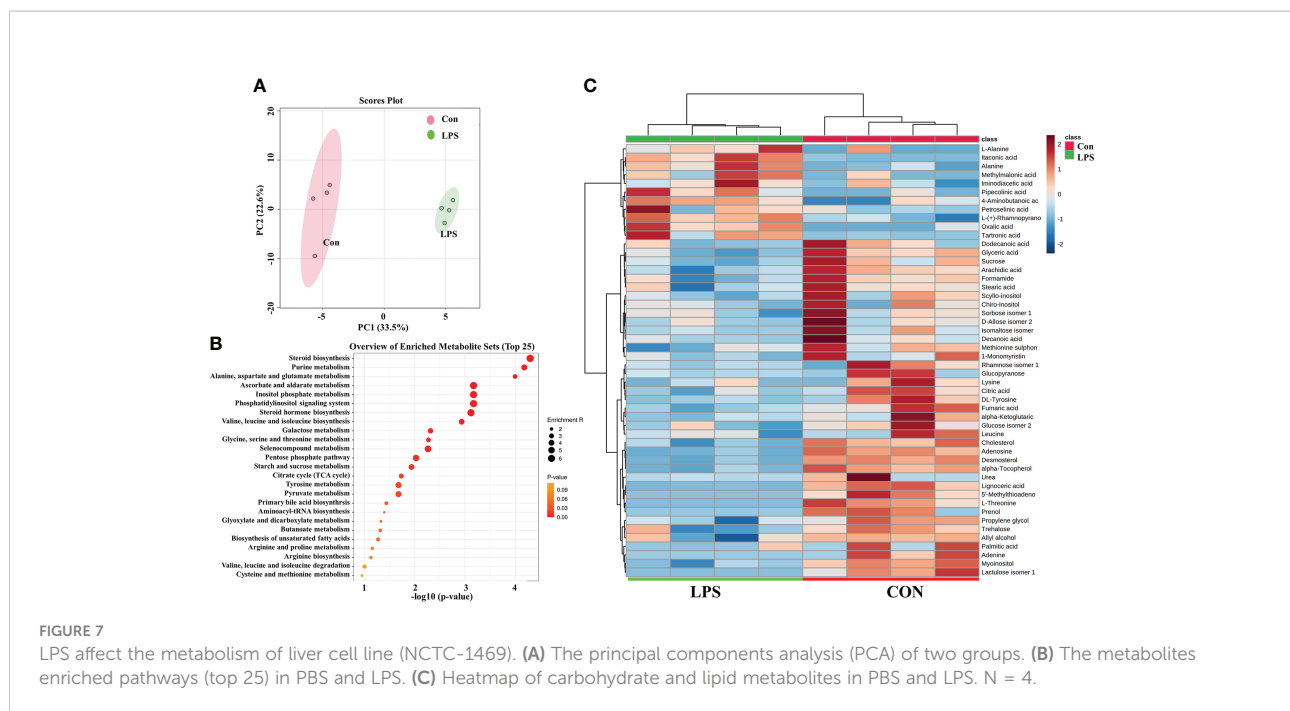 A
Scores Plot
Con
LPS
20
10
0
-10
-20
PC2 (22.6%)
Con
LPS
-5
0
5
PC1 (33.5%)
B
Overview of Enriched Metabolite Sets (Top 25)
Steroid biosynthesis
Purine metabolism
Alanine, aspartate and glutamate metabolism
Ascorbate and aldarate metabolism
Inositol phosphate metabolism
Phosphatidylinositol signaling system
Steroid hormone biosynthesis
Valine, leucine and isoleucine biosynthesis
Galactose metabolism
Glycine, serine and threonine metabolism
Selenocompound metabolism
Pentose phosphate pathway
Starch and sucrose metabolism
Citrate cycle (TCA cycle)
Tyrosine metabolism
Pyruvate metabolism
Primary bile acid biosynthsis
Aminoacyl-tRNA biosynthesis
Glyoxylate and dicarboxylate metabolism
Butanoate metabolism
Biosynthesis of unsaturated fatty acids
Arginine and proline metabolism
Arginine biosynthesis
Valine, leucine and isoleucine degradation
Cysteine and methionine metabolism
1
2
3
4
-log10 (p-value)
Enrichment R
2
3
4
5
6
P-value
0.09
0.06
0.03
0.00
C
class
L-Alanine
Itaconic acid
Alanine
Methylmalonic acid
Iminodiacetic acid
Pipecolinic acid
4-Aminobutanic ac
Petroselinic acid
L-(+)-Rhamnopyrano
Oxalic acid
Tartronic acid
Dodecanoic acid
Glyceric acid
Sucrose
Arachidic acid
Formamide
Stearic acid
Scyllo-inositol
Chiro-Inositol
Sorbose isomer 1
D-Allose isomer 2
Isomaltose isomer
Decanoic acid
Methionine sulphon
1-Monomyristin
Rhamnose isomer 1
Glucopyranose
Lysine
Citric acid
DL-Tyrosine
Fumaric acid
alpha-Ketoglutaric
Glucose isomer 2
Leucine
Cholesterol
Adenosine
Desmosterol
alpha-Tocopherol
Urea
Lignoceric acid
5'-Methylthioadeno
L-Threonine
Prenol
Propylene glycol
Trehalose
Allyl alcohol
Palmitic acid
Adenine
Myoinositol
Lactulose isomer 1
class
Con
LPS
2
1
0
-1
-2
LPS
CON
FIGURE 7
LPS affect the metabolism of liver cell line (NCTC-1469). (A) The principal components analysis (PCA) of two groups. (B) The metabolites
enriched pathways (top 25) in PBS and LPS. (C) Heatmap of carbohydrate and lipid metabolites in PBS and LPS. N = 4.